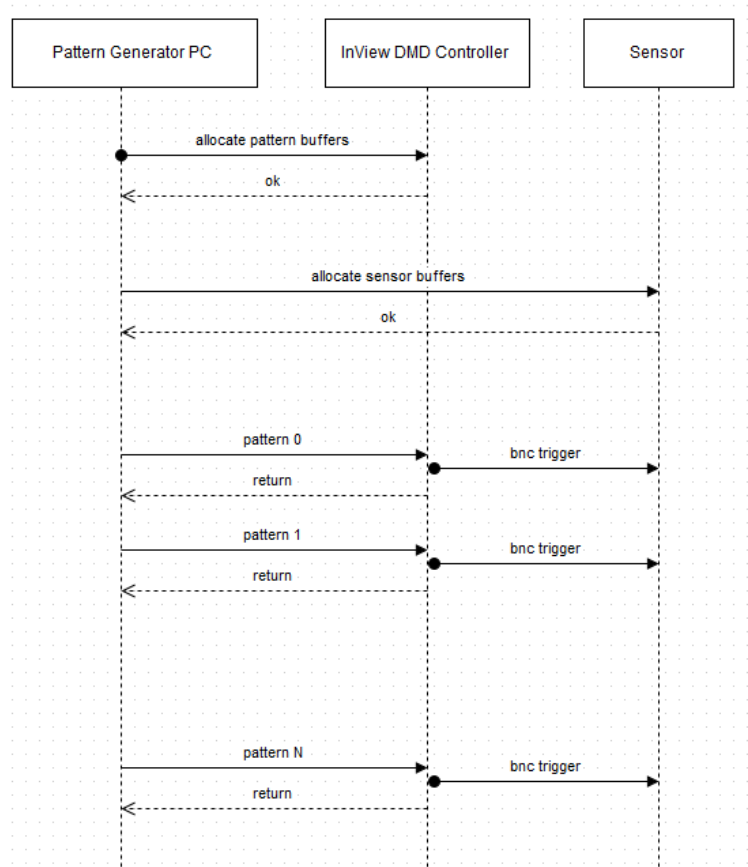 Pattern Generator PC
InView DMD Controller
Sensor
allocate pattern buffers
ok
allocate sensor buffers
ok
pattern 0
bnc trigger
return
pattern 1
bnc trigger
return
pattern N
bnc trigger
return